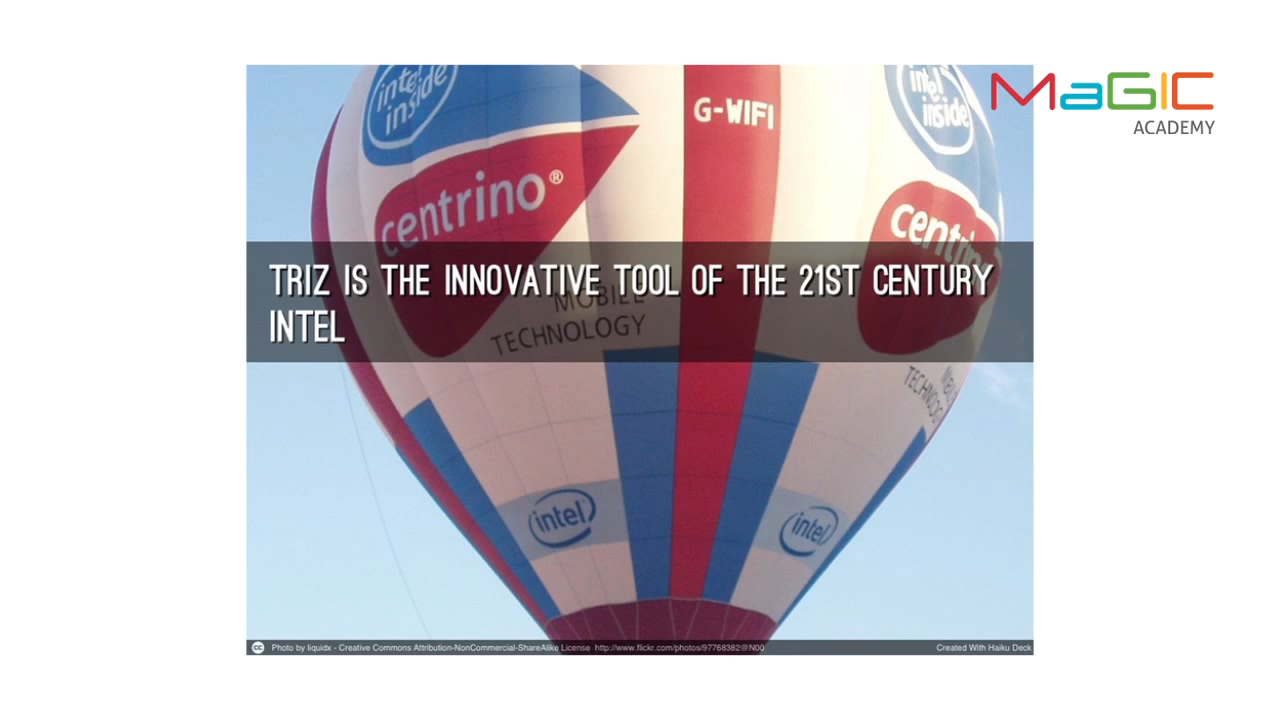 MaGIC
ACADEMY
intel inside
intel inside
G-WIFI
centrino®
TRIZ IS THE INNOVATIVE TOOL OF THE 21ST CENTURY
INTEL
MOBILE
TECHNOLOGY
intel
intel
Photo by liquidx - Creative Commons Attribution-NonCommercial-ShareAlike License http://www.flickr.com/photos/97768382@N00
Created With Haiku Deck